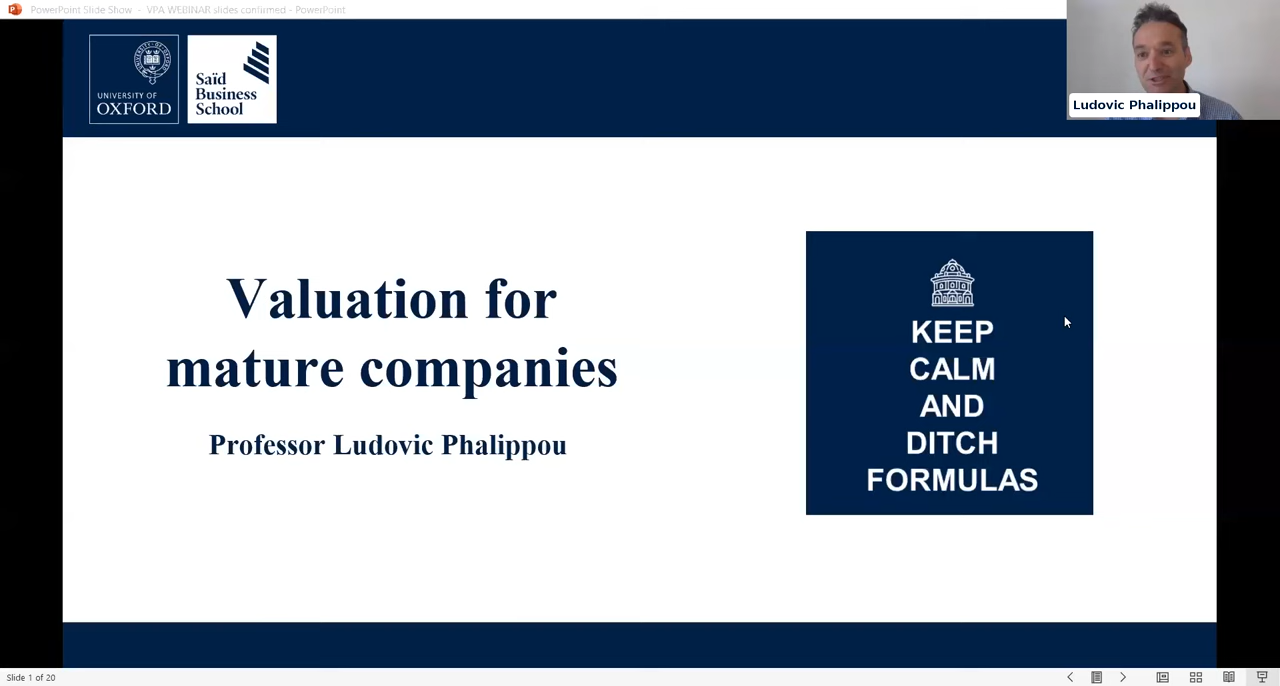 PowerPoint Slide Show - VPA WEBINAR slides confirmed - PowerPoint
UNIVERSITY OF
OXFORD
Saïd
Business
School
Ludovic Phalippou
Valuation for
mature companies
Professor Ludovic Phalippou
KEEP
CALM
AND
DITCH
FORMULAS
Slide 1 of 20